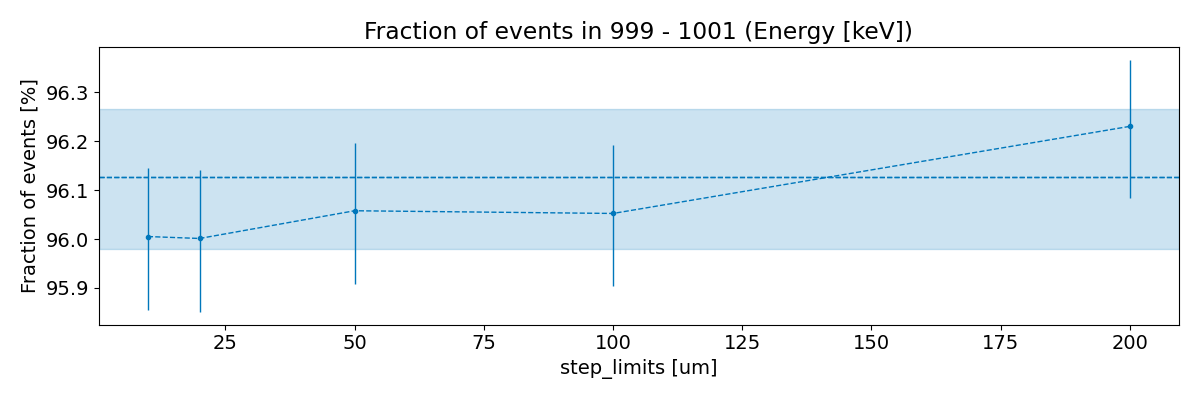 Fraction of events in 999 - 1001 (Energy [keV])
Fraction of events [%]
96.3
96.2
96.1
96.0
95.9
25 50 75 100 125 150 175 200
step_limits [um]